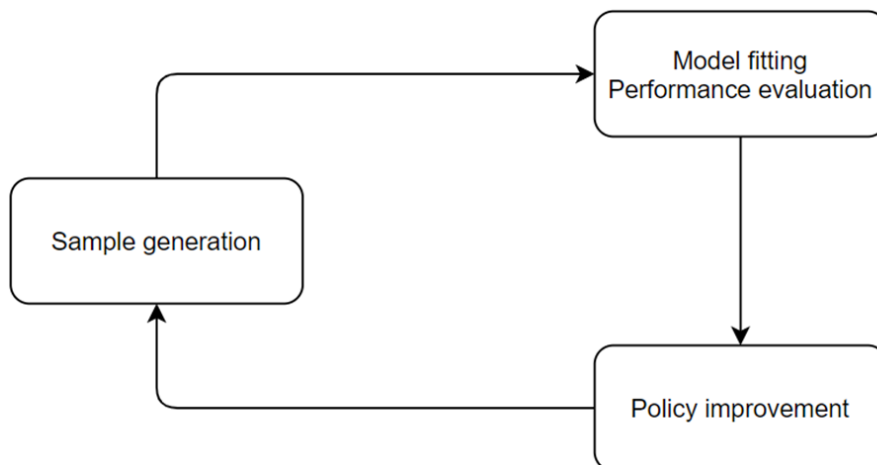 Model fitting
Performance evaluation
Sample generation
Policy improvement